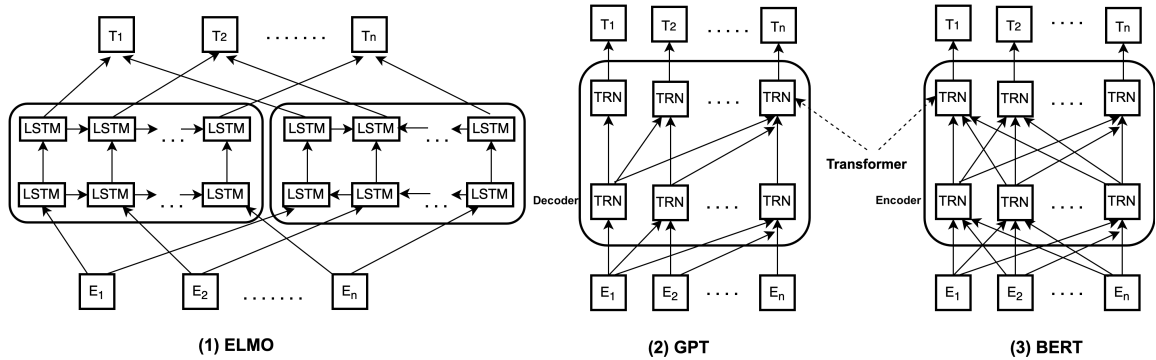 T1 T2 ....... Tn
LSTM LSTM ... LSTM LSTM LSTM ... LSTM
LSTM LSTM ... LSTM LSTM LSTM ... LSTM
E1 E2 ....... En
(1) ELMO
T1 T2 ..... Tn
TRN TRN .... TRN
Decoder TRN TRN .... TRN
E1 E2 .... En
(2) GPT
Transformer
T1 T2 .... Tn
TRN TRN .... TRN
Encoder TRN TRN .... TRN
E1 E2 .... En
(3) BERT